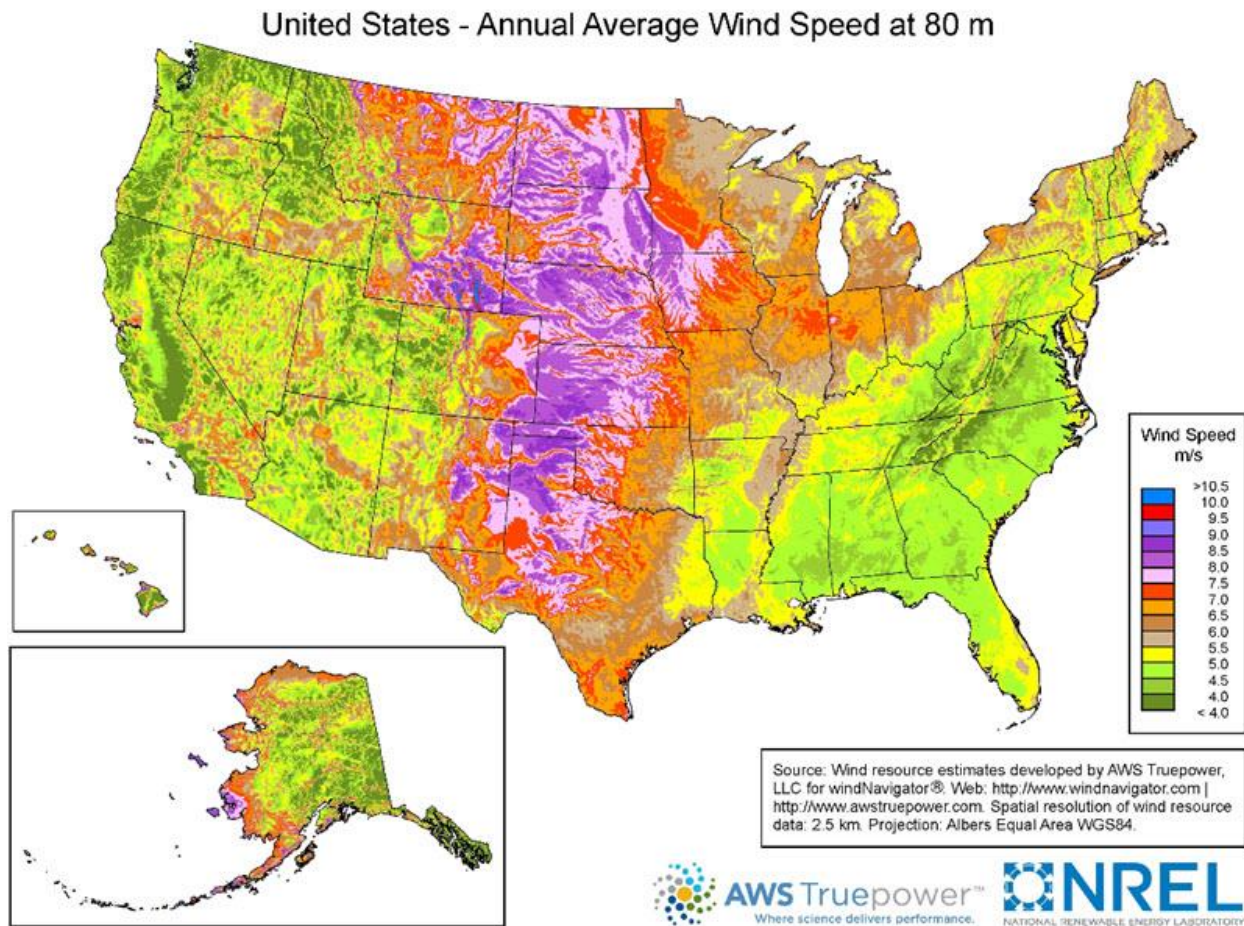 United States - Annual Average Wind Speed at 80 m
Wind Speed
m/s
>10.5
10.0
9.5
9.0
8.5
8.0
7.5
7.0
6.5
6.0
5.5
5.0
4.5
4.0
< 4.0
Source: Wind resource estimates developed by AWS Truepower,
LLC for windNavigator®. Web: http://www.windnavigator.com |
http://www.awstruepower.com. Spatial resolution of wind resource
data: 2.5 km. Projection: Albers Equal Area WGS84.
AWS Truepower™
Where science delivers performance.
NREL
NATIONAL RENEWABLE ENERGY LABORATORY